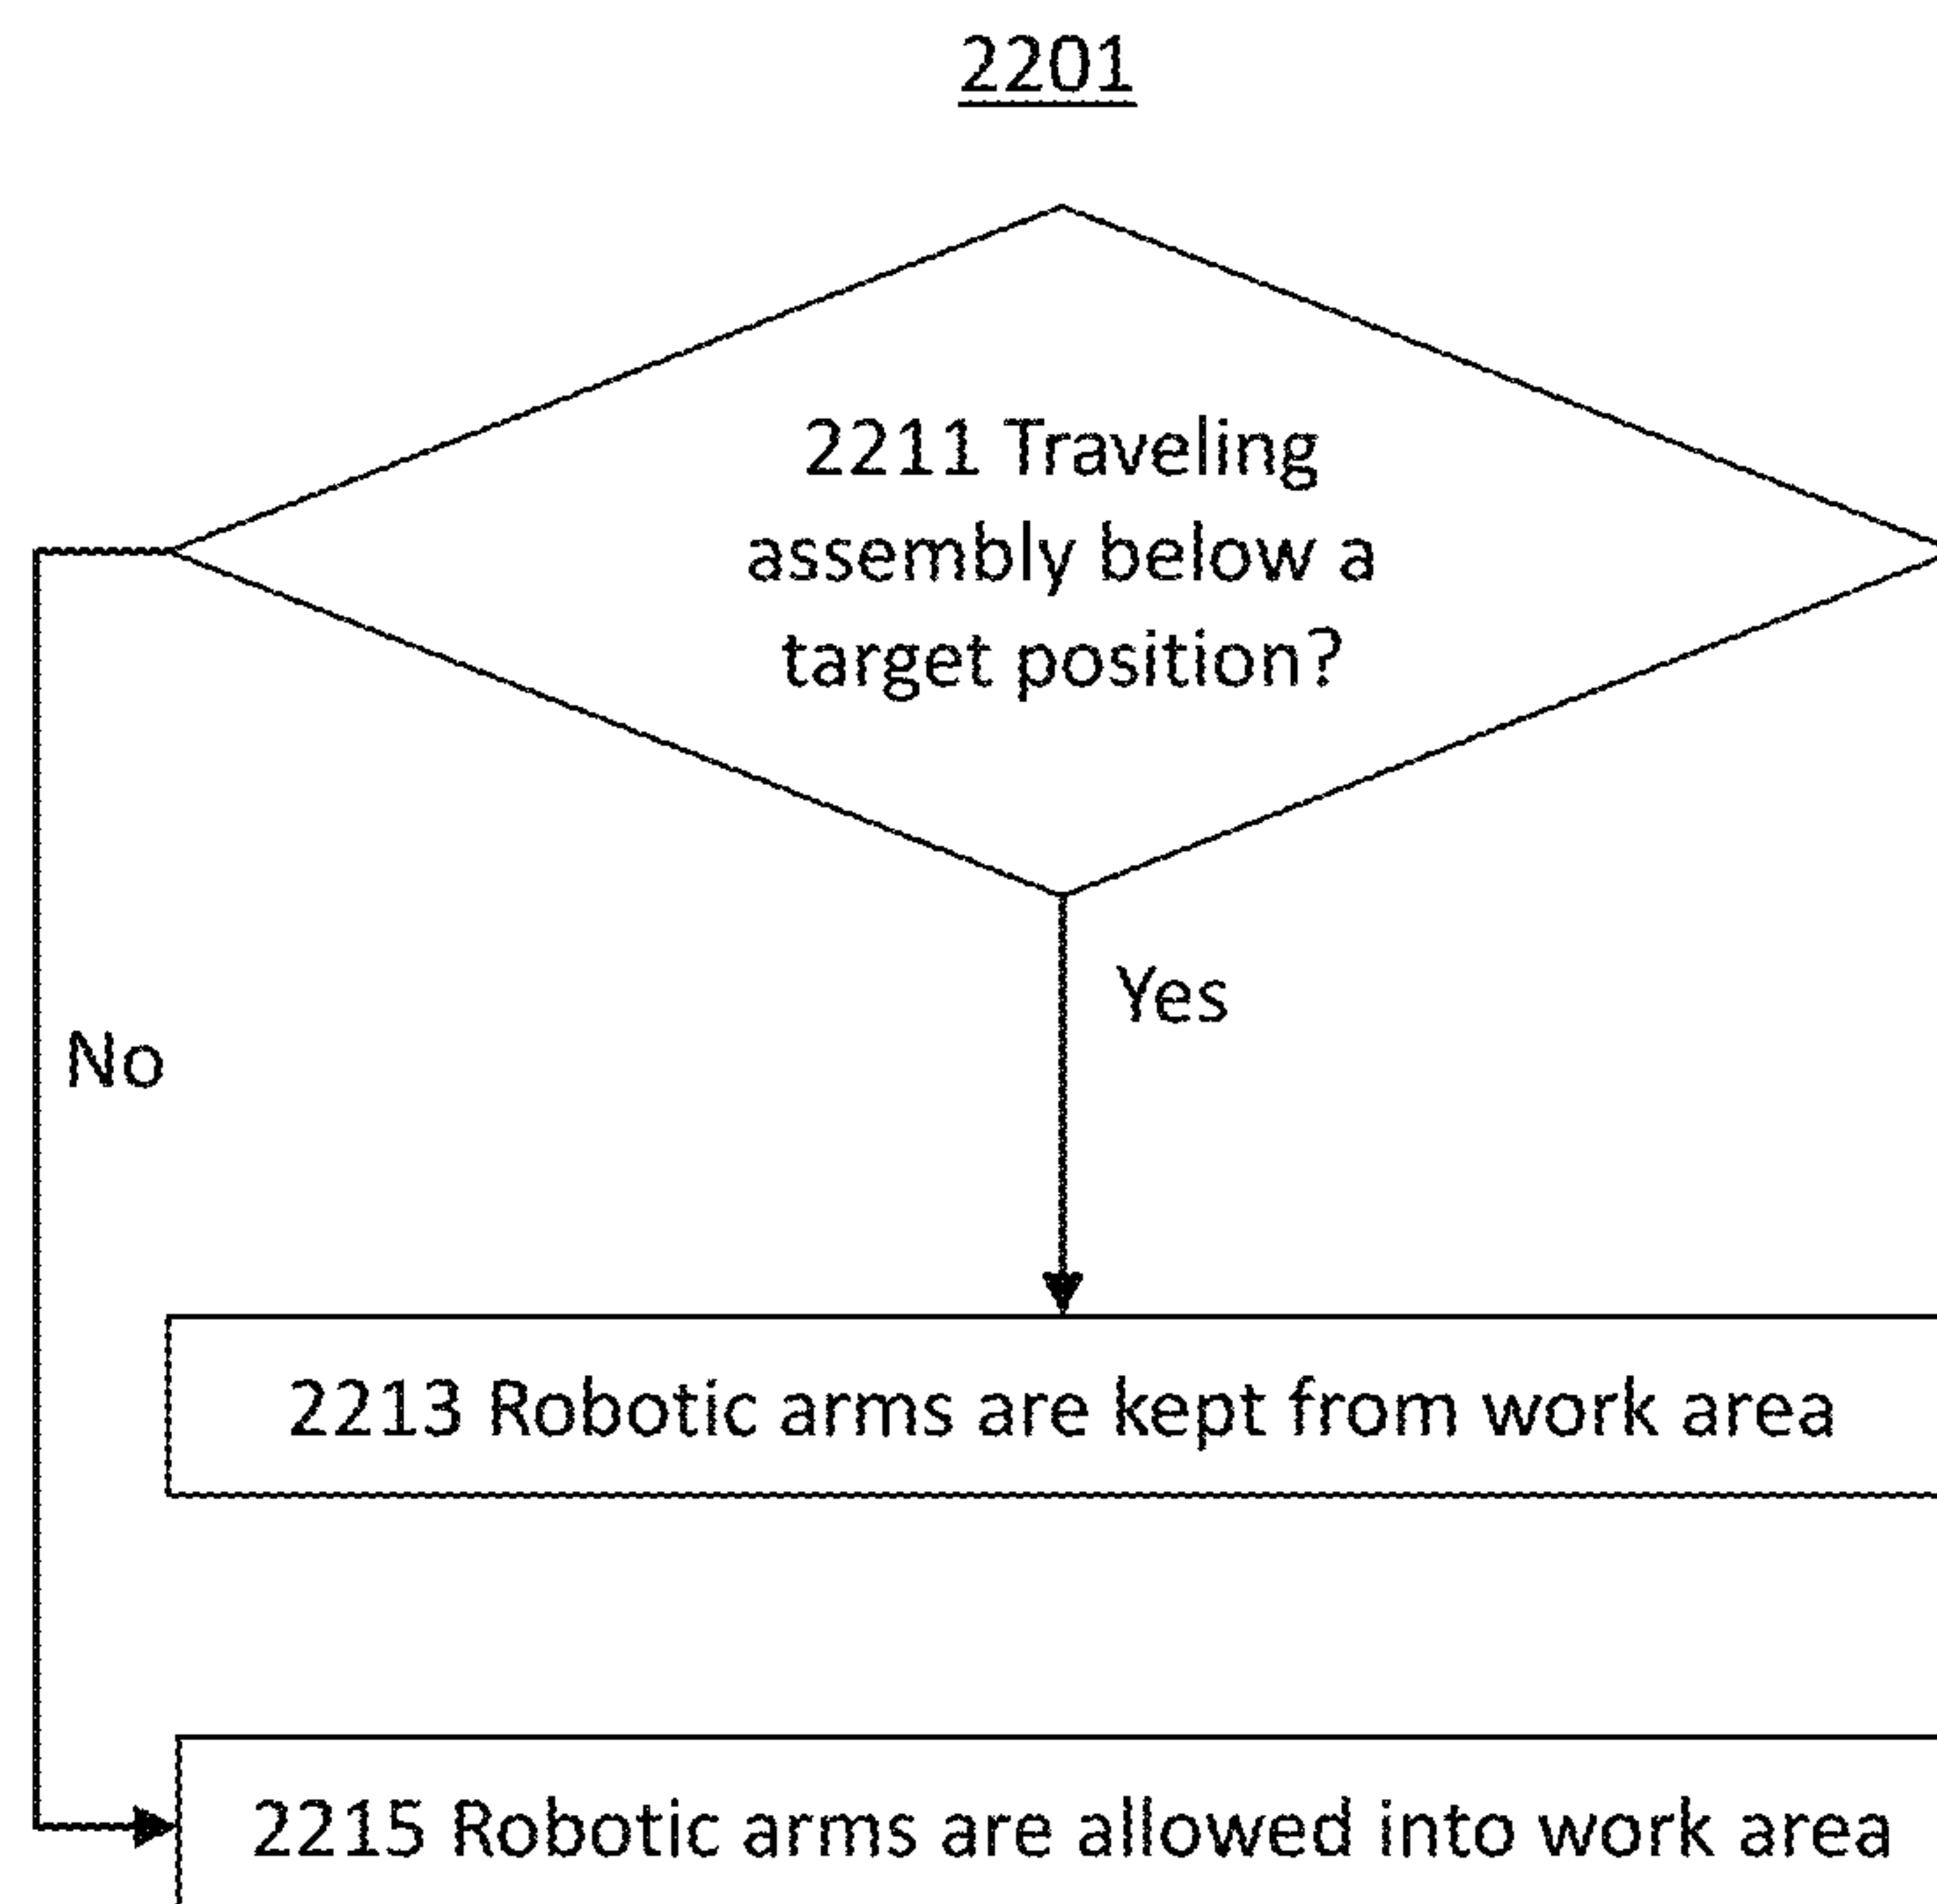 2201
2211 Traveling
assembly below a
target position?
Yes
No
2213 Robotic arms are kept from work area
2215 Robotic arms are allowed into work area